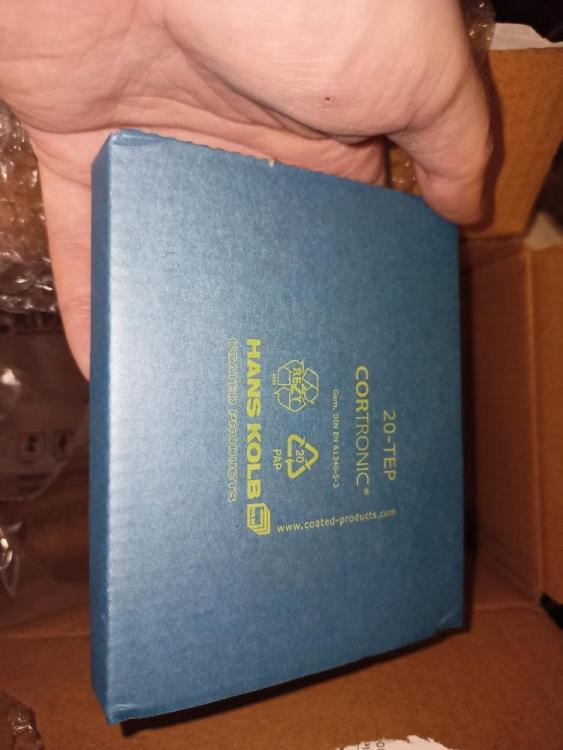 20-TEP
CORTRONIC®
Gem. DIN EN 61340-5-3
www.coated-products.com
RESY
20
PAP
HANS KOLB
COATED PRODUCTS